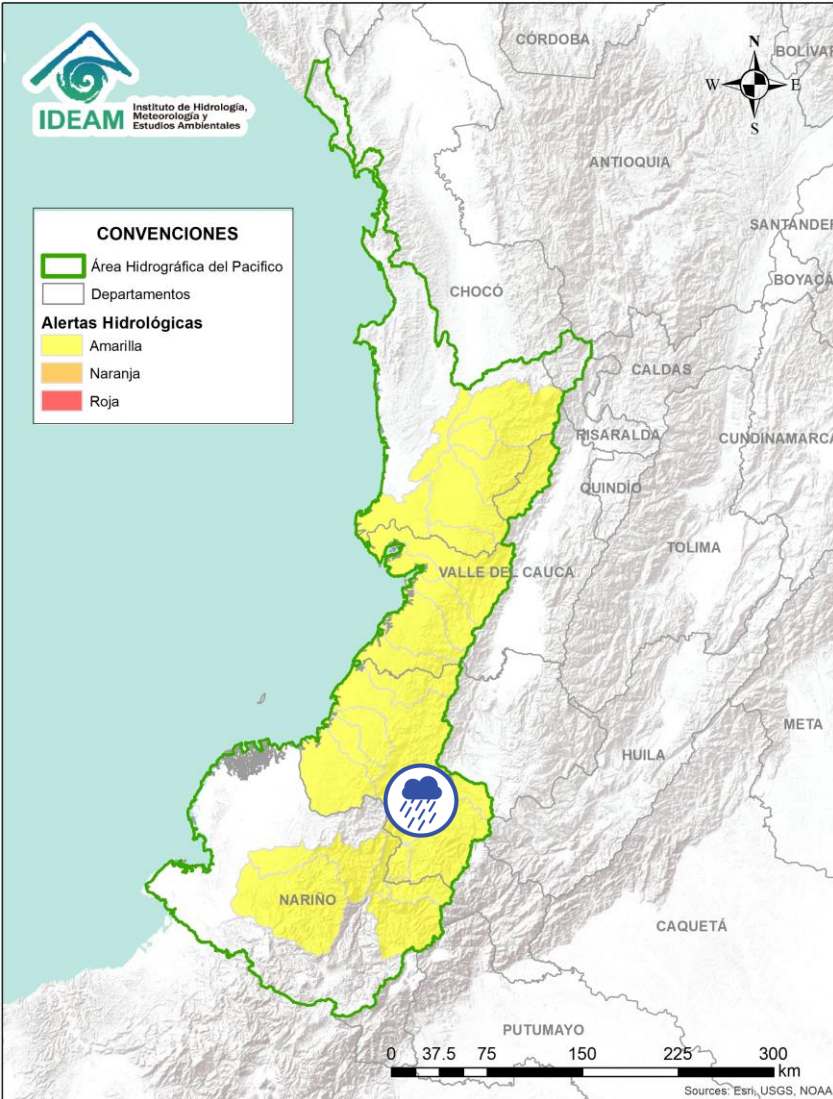 IDEAM
Instituto de Hidrología,
Meteorología y
Estudios Ambientales
CÓRDOBA
BOLÍVAR
N
W
E
S
ANTIOQUIA
SANTANDER
BOYACÁ
CONVENCIONES
Área Hidrográfica del Pacifico
Departamentos
Alertas Hidrológicas
Amarilla
Naranja
Roja
CHOCÓ
CALDAS
RISARALDA
CUNDINAMARCA
QUINDÍO
TOLIMA
VALLE DEL CAUCA
META
HUILA
NARIÑO
CAQUETÁ
PUTUMAYO
0 37.5 75 150 225 300
km
Sources: Esri, USGS, NOAA